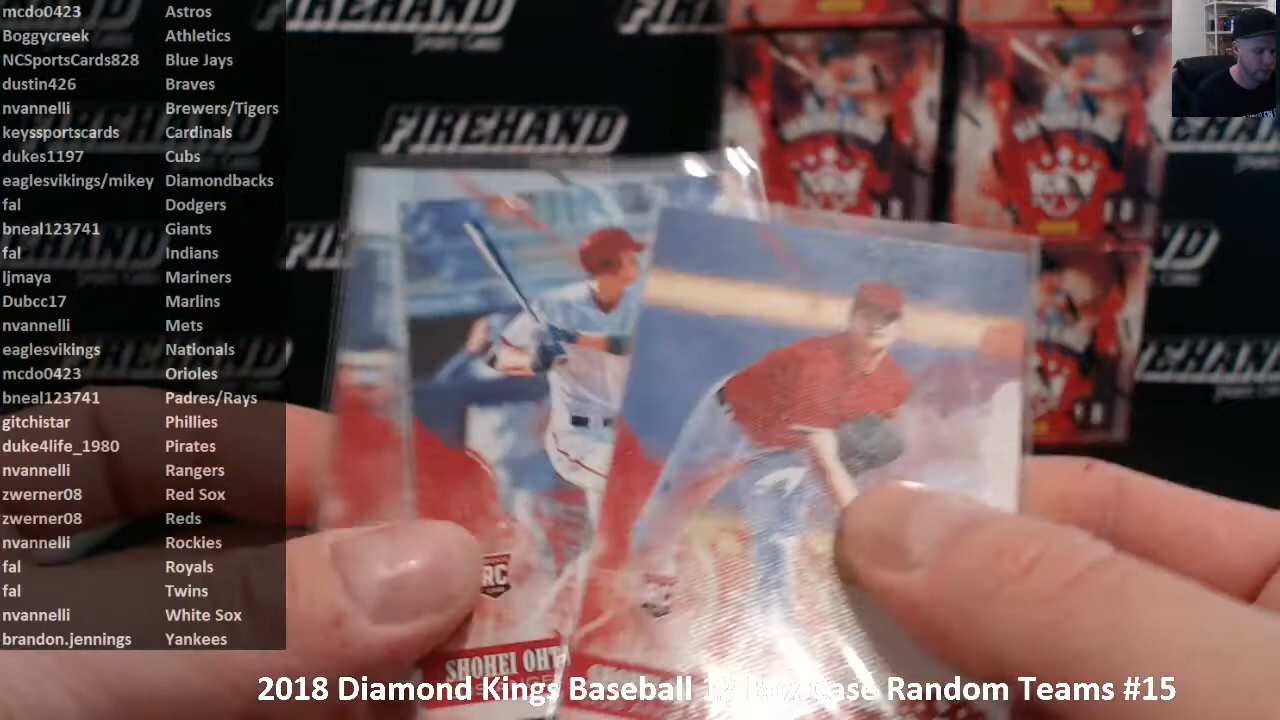 mcdo0423 Astros
Boggycreek Athletics
NCSportsCards828 Blue Jays
dustin426 Braves
nvannelli Brewers/Tigers
keyssportscards Cardinals
dukes1197 Cubs
eaglesvikings/mikey Diamondbacks
fal Dodgers
bneal123741 Giants
fal Indians
ljmaya Mariners
Dubcc17 Marlins
nvannelli Mets
eaglesvikings Nationals
mcdo0423 Orioles
bneal123741 Padres/Rays
gitchistar Phillies
duke4life_1980 Pirates
nvannelli Rangers
zwerner08 Red Sox
zwerner08 Reds
nvannelli Rockies
fal Royals
fal Twins
nvannelli White Sox
brandon.jennings Yankees
FIREHAND
RC
SHOHEI
2018 Diamond Kings Baseball Random Teams #15